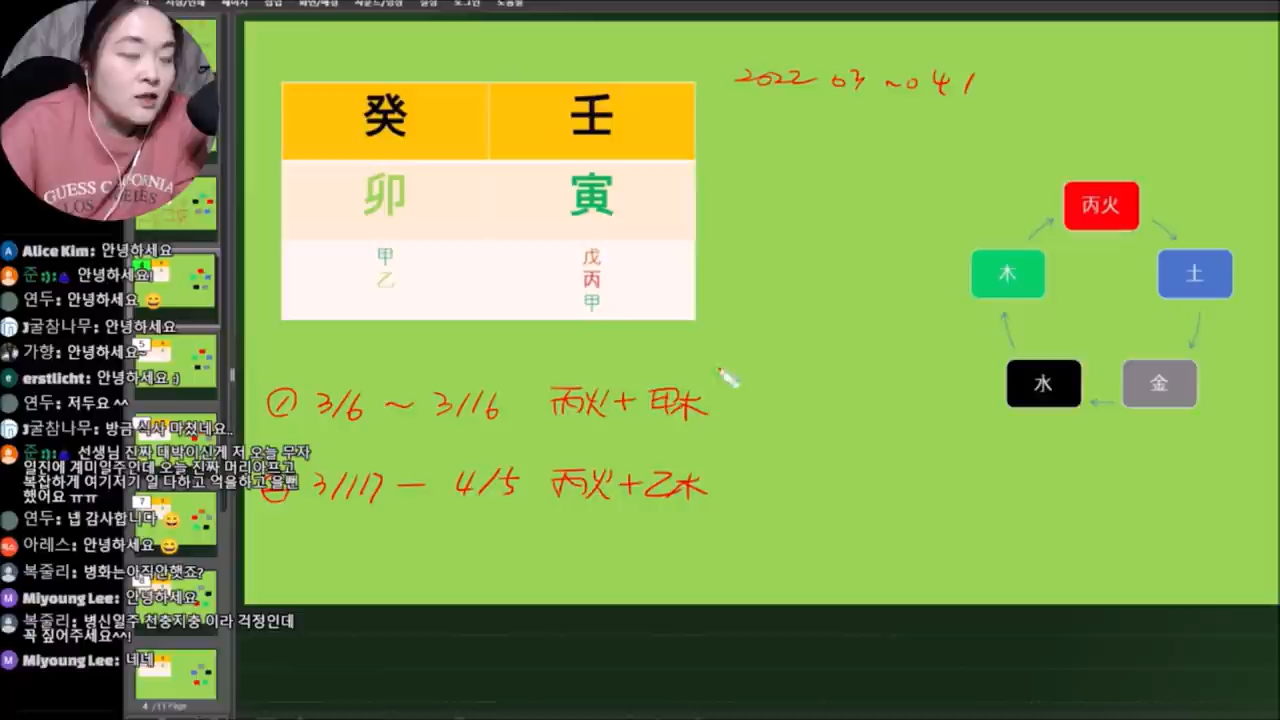 癸 壬
卯 寅
甲 戊
乙 丙
甲
2022 03 ~04 /
丙火
木
土
水
金
① 3/6 ~ 3/16 丙火+甲木
3/17 - 4/5 丙火+乙木
GUESS CALIFORNIA
LOS
Alice Kim: 안녕하세요
안녕하세요!
연두: 안녕하세요 😄
J굴참나무: 안녕하세요
가향: 안녕하세요~
erstlicht: 안녕하세요 :)
연두: 저두요 ^^
J굴참나무: 방금 식사 마쳤네요..
선생님 진짜 대박이신게 저 오늘 무자
일진에 계미일주인데 오늘 진짜 머리아프고
복잡하게 여기저기 일 다하고 억울하고 울뻔
했어요 ㅠㅠ
연두: 넵 감사합니다 😄
아레스: 안녕하세요 😄
복줄리: 병화는아직안햇죠?
Miyoung Lee: 안녕하세요
복줄리: 병신일주 천충지충 이라 걱정인데
꼭 짚어주세요^^!
Miyoung Lee: 네네
5
7